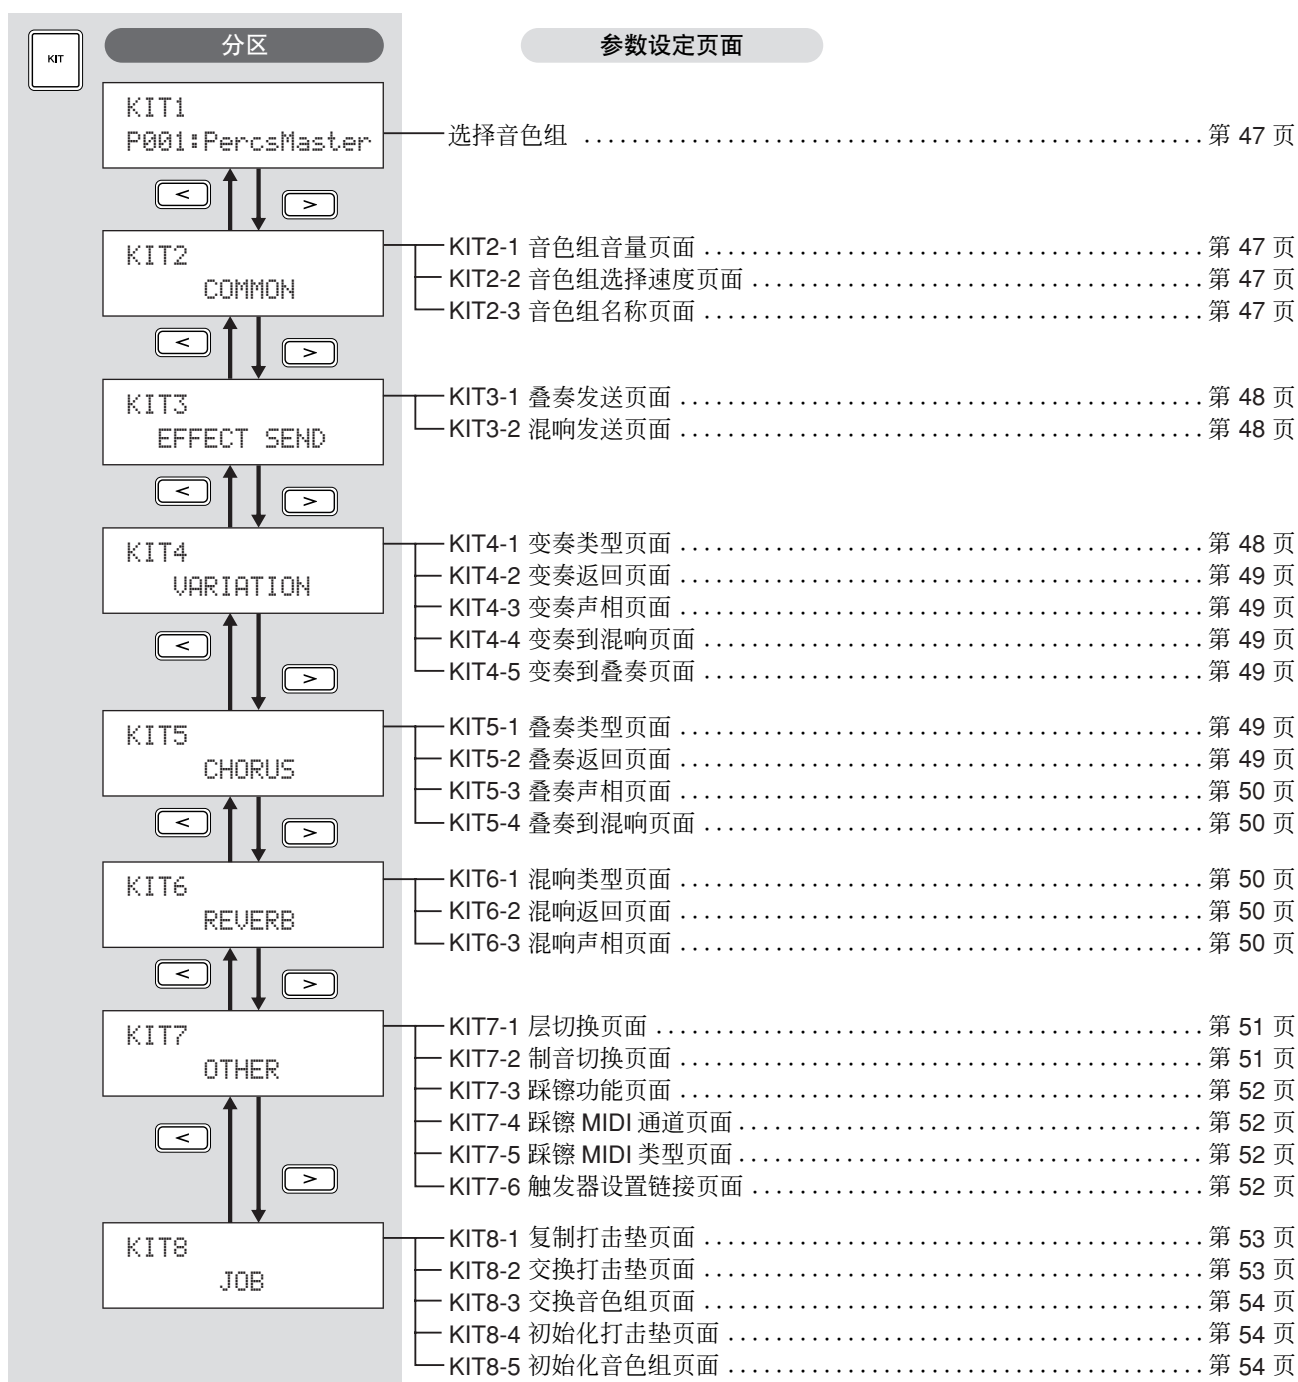 KIT
分区
参数设定页面
KIT1
P001:PercsMaster
选择音色组 ........................................ 第 47 页
<
>
KIT2
COMMON
KIT2-1 音色组音量页面 ................................ 第 47 页
KIT2-2 音色组选择速度页面 ............................. 第 47 页
KIT2-3 音色组名称页面 ................................ 第 47 页
<
>
KIT3
EFFECT SEND
KIT3-1 叠奏发送页面 .................................. 第 48 页
KIT3-2 混响发送页面 .................................. 第 48 页
<
>
KIT4
VARIATION
KIT4-1 变奏类型页面 .................................. 第 48 页
KIT4-2 变奏返回页面 .................................. 第 49 页
KIT4-3 变奏声相页面 .................................. 第 49 页
KIT4-4 变奏到混响页面 ................................ 第 49 页
KIT4-5 变奏到叠奏页面 ................................ 第 49 页
<
>
KIT5
CHORUS
KIT5-1 叠奏类型页面 .................................. 第 49 页
KIT5-2 叠奏返回页面 .................................. 第 49 页
KIT5-3 叠奏声相页面 .................................. 第 50 页
KIT5-4 叠奏到混响页面 ................................ 第 50 页
<
>
KIT6
REVERB
KIT6-1 混响类型页面 .................................. 第 50 页
KIT6-2 混响返回页面 .................................. 第 50 页
KIT6-3 混响声相页面 .................................. 第 50 页
<
>
KIT7
OTHER
KIT7-1 层切换页面 ................................... 第 51 页
KIT7-2 制音切换页面 .................................. 第 51 页
KIT7-3 踩镲功能页面 .................................. 第 52 页
KIT7-4 踩镲 MIDI 通道页面 .............................. 第 52 页
KIT7-5 踩镲 MIDI 类型页面 .............................. 第 52 页
KIT7-6 触发器设置链接页面 ............................. 第 52 页
<
>
KIT8
JOB
KIT8-1 复制打击垫页面 ................................ 第 53 页
KIT8-2 交换打击垫页面 ................................ 第 53 页
KIT8-3 交换音色组页面 ................................ 第 54 页
KIT8-4 初始化打击垫页面 .............................. 第 54 页
KIT8-5 初始化音色组页面 .............................. 第 54 页